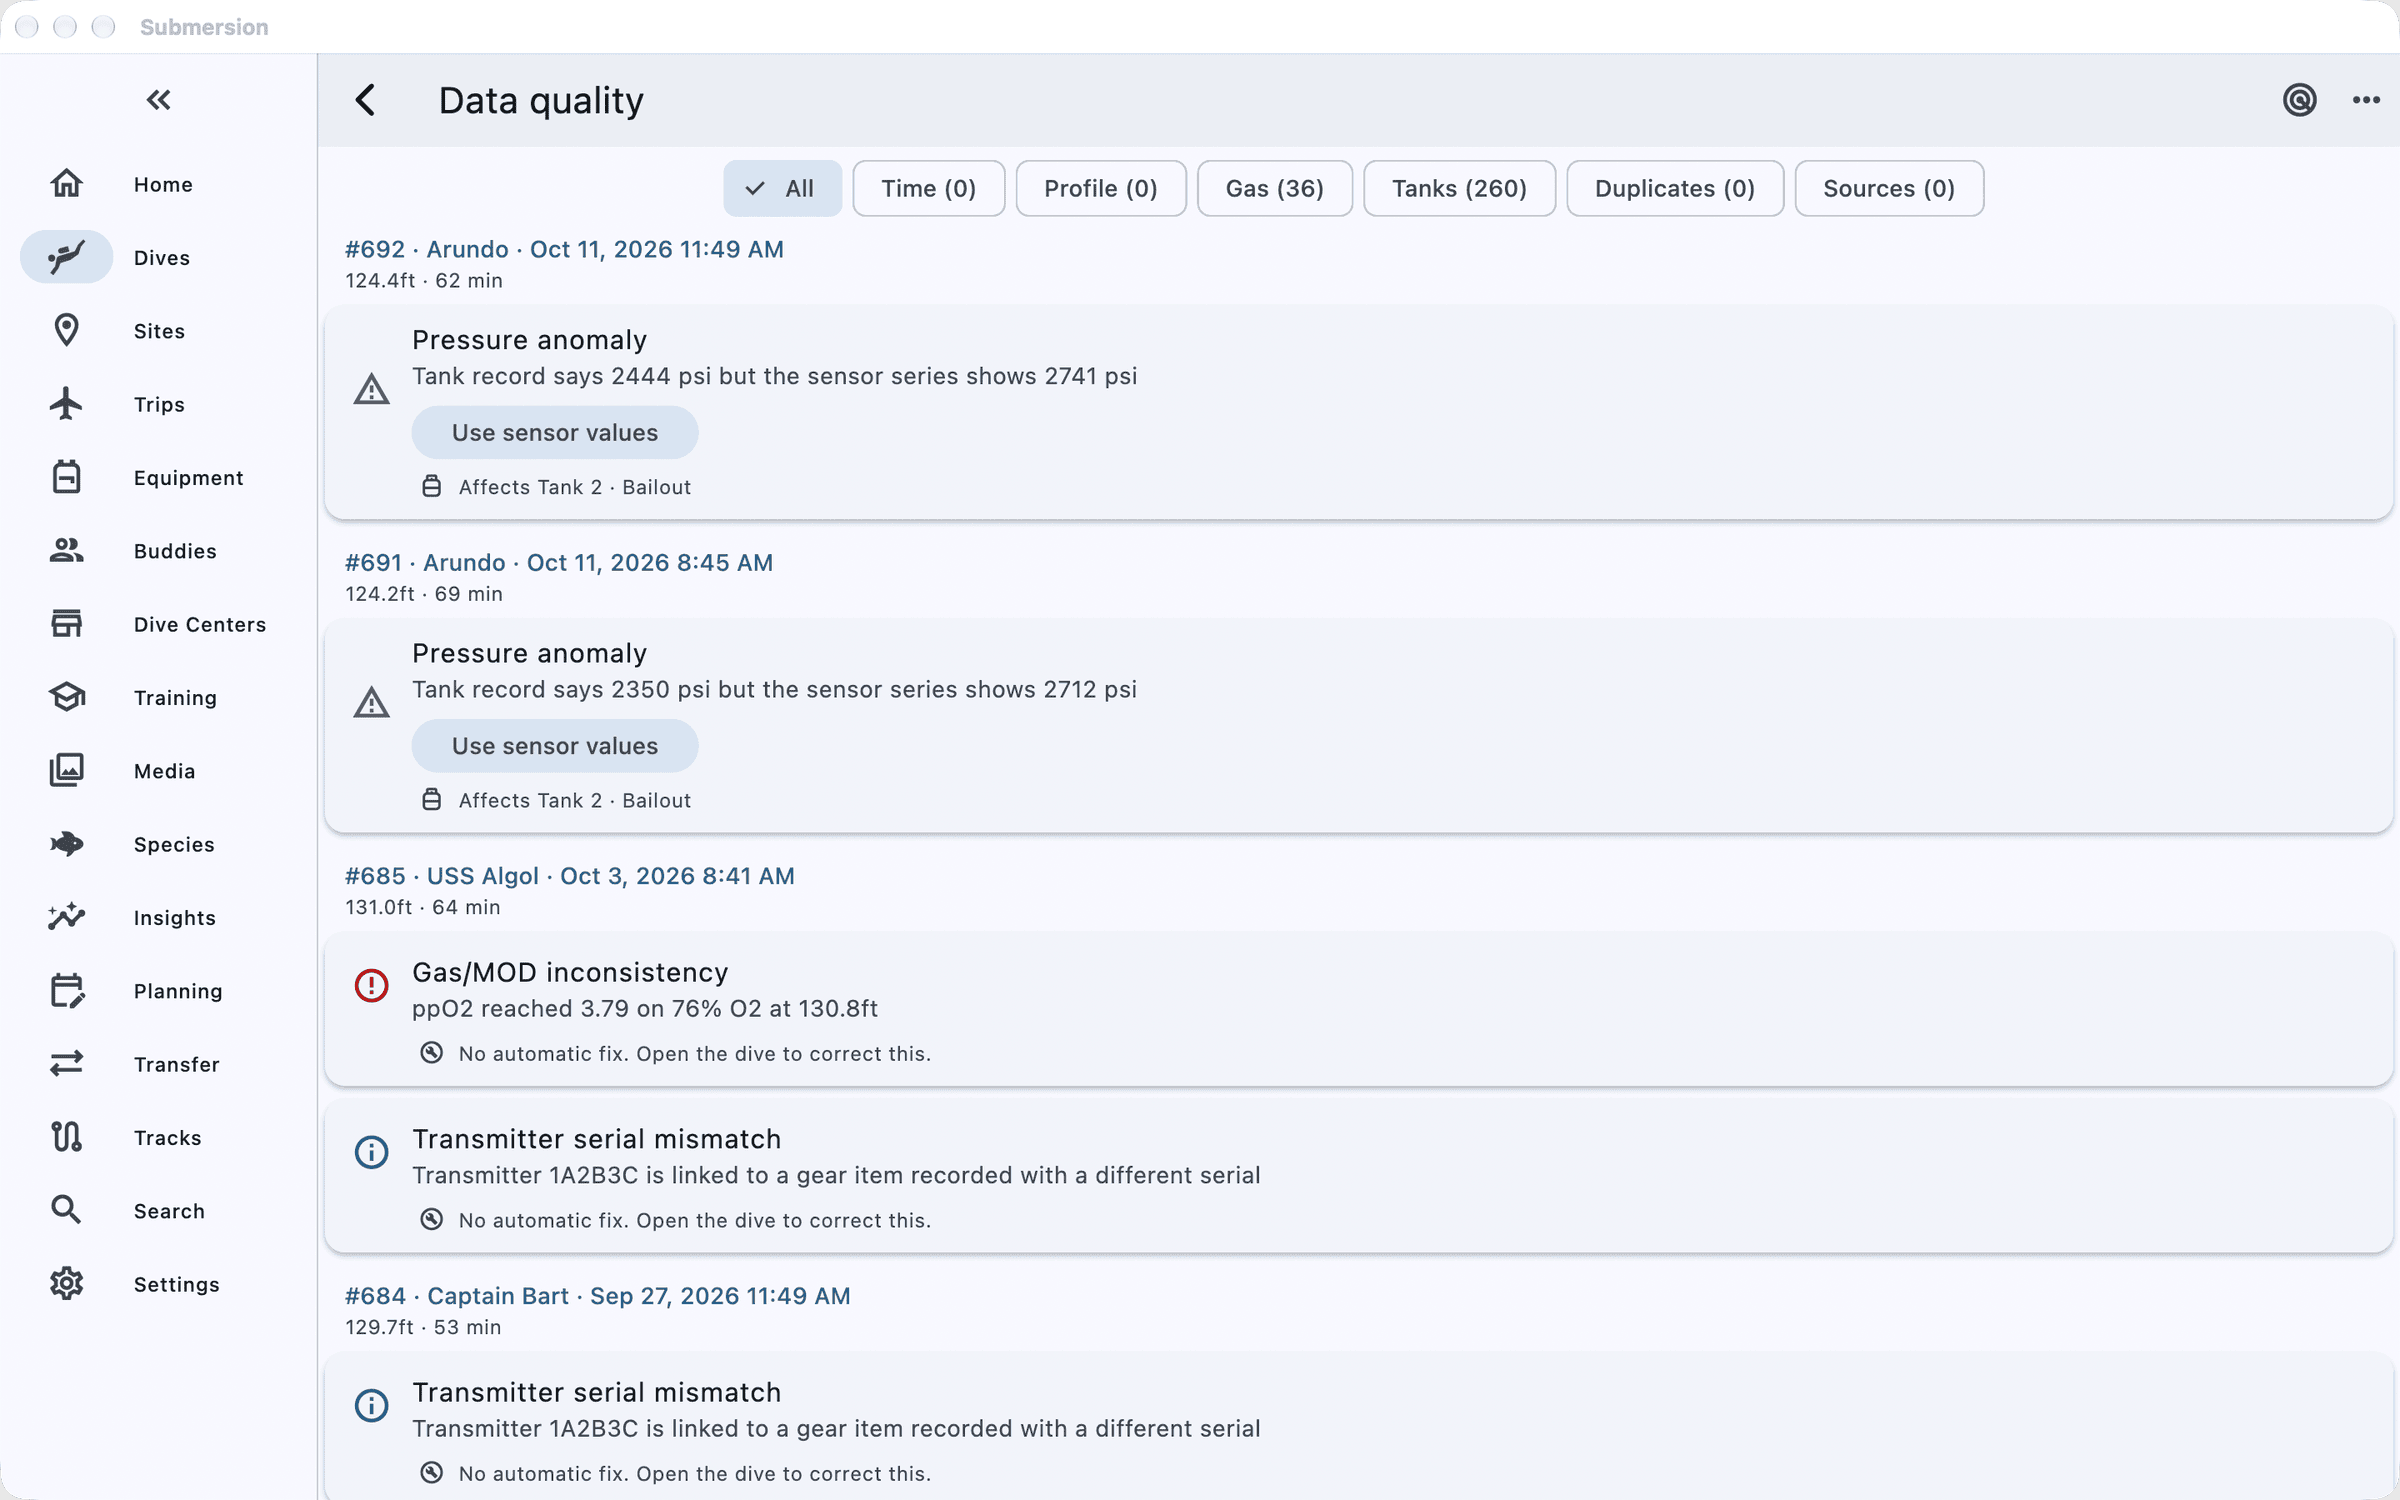 Submersion
Data quality
Home
Dives
Sites
Trips
Equipment
Buddies
Dive Centers
Training
Media
Species
Insights
Planning
Transfer
Tracks
Search
Settings
All
Time (0)
Profile (0)
Gas (36)
Tanks (260)
Duplicates (0)
Sources (0)
#692 · Arundo · Oct 11, 2026 11:49 AM
124.4ft · 62 min
Pressure anomaly
Tank record says 2444 psi but the sensor series shows 2741 psi
Use sensor values
Affects Tank 2 · Bailout
#691 · Arundo · Oct 11, 2026 8:45 AM
124.2ft · 69 min
Pressure anomaly
Tank record says 2350 psi but the sensor series shows 2712 psi
Use sensor values
Affects Tank 2 · Bailout
#685 · USS Algol · Oct 3, 2026 8:41 AM
131.0ft · 64 min
Gas/MOD inconsistency
ppO2 reached 3.79 on 76% O2 at 130.8ft
No automatic fix. Open the dive to correct this.
Transmitter serial mismatch
Transmitter 1A2B3C is linked to a gear item recorded with a different serial
No automatic fix. Open the dive to correct this.
#684 · Captain Bart · Sep 27, 2026 11:49 AM
129.7ft · 53 min
Transmitter serial mismatch
Transmitter 1A2B3C is linked to a gear item recorded with a different serial
No automatic fix. Open the dive to correct this.